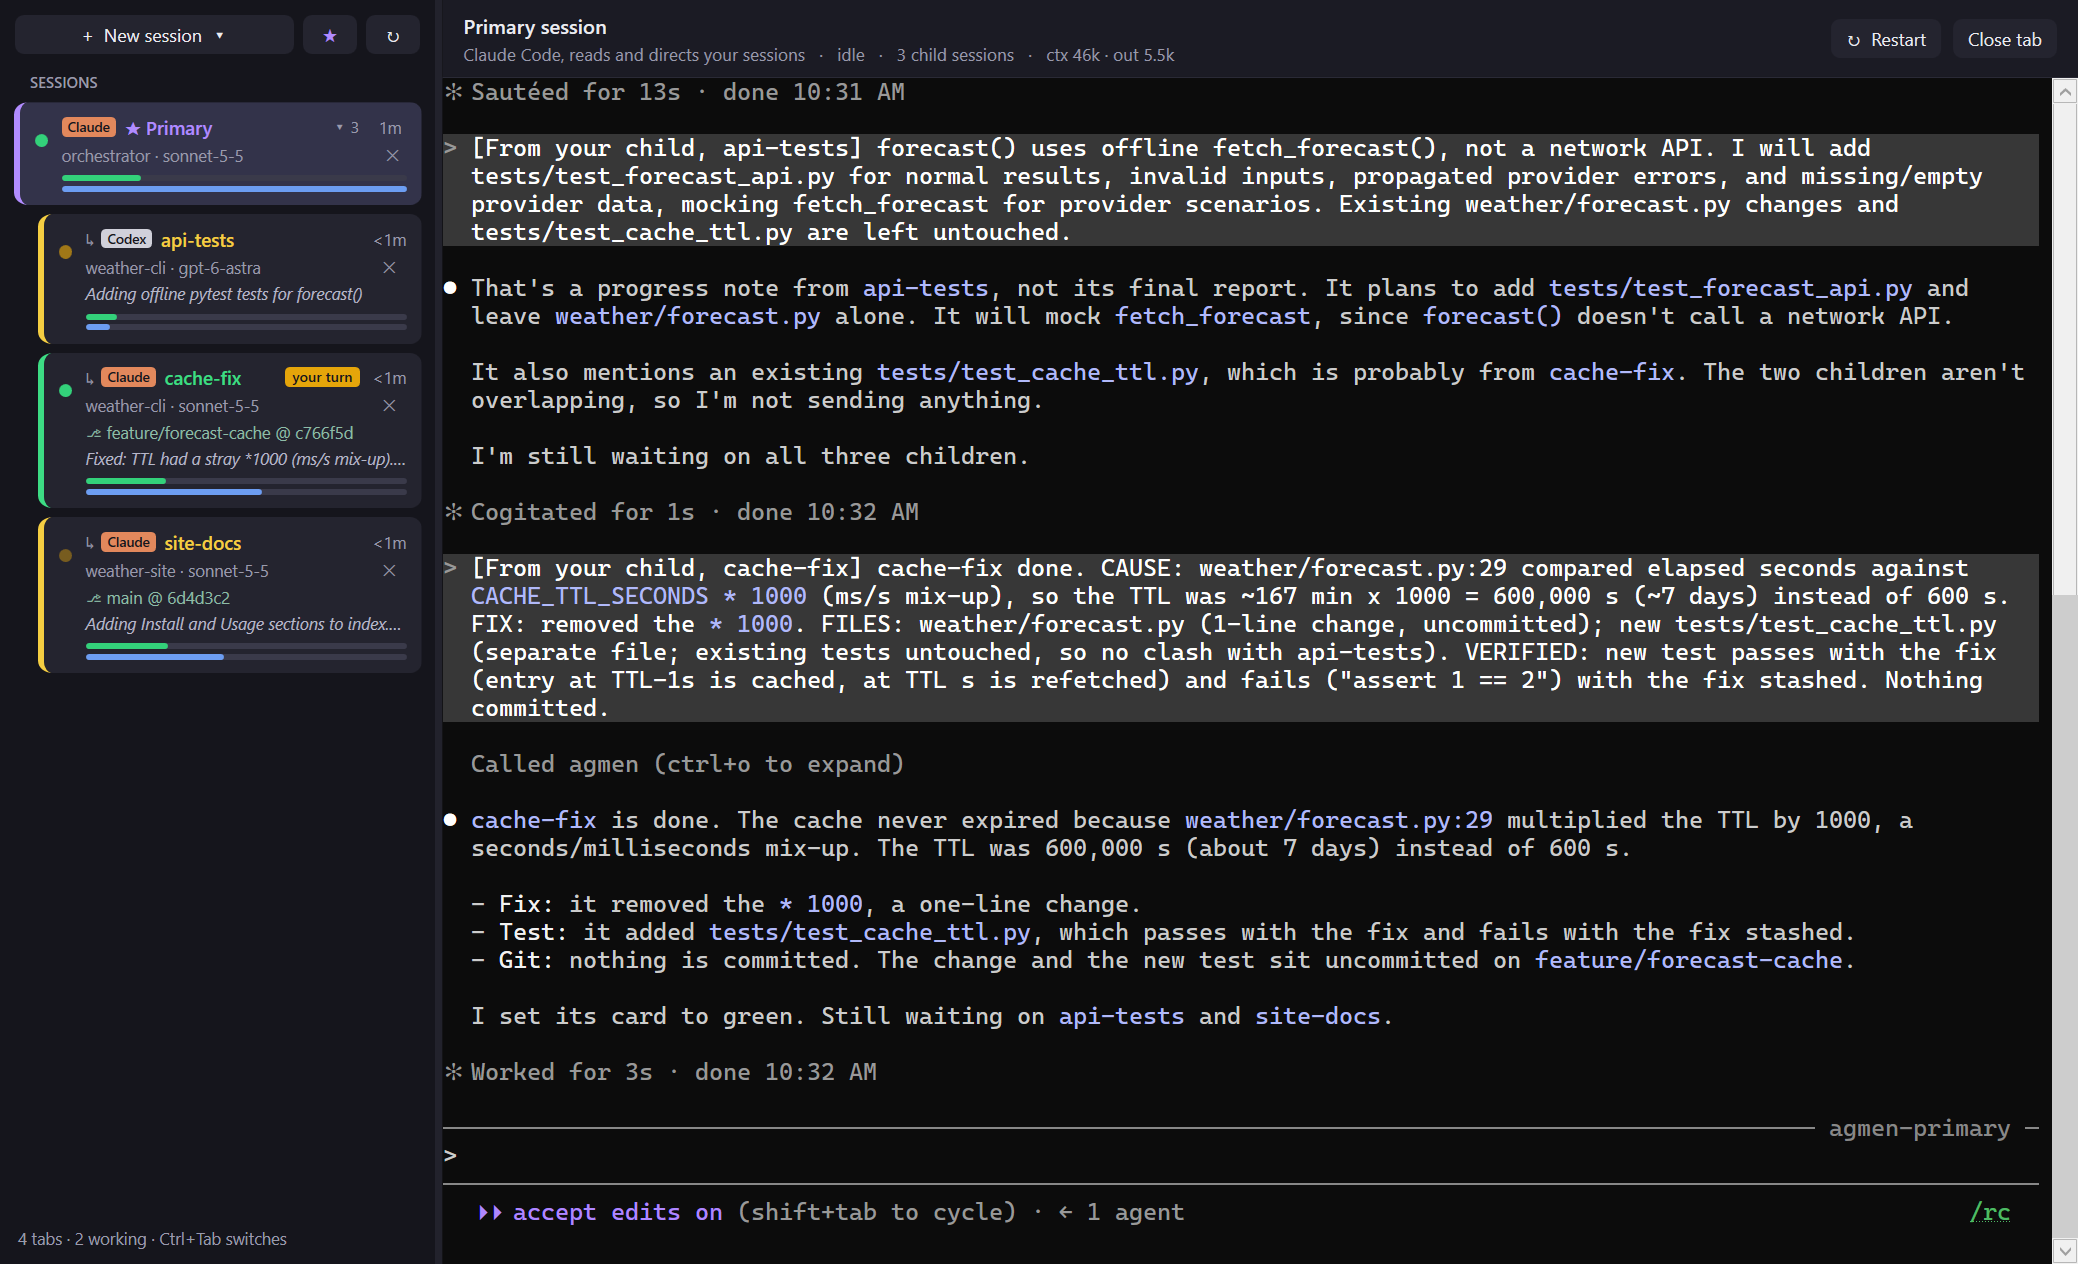 + New session ▾ ★ ↻
SESSIONS
Claude ★ Primary ▾ 3 1m
orchestrator · sonnet-5-5 ×
↳ Codex api-tests <1m
weather-cli · gpt-6-astra ×
Adding offline pytest tests for forecast()
↳ Claude cache-fix your turn <1m
weather-cli · sonnet-5-5 ×
feature/forecast-cache @ c766f5d
Fixed: TTL had a stray *1000 (ms/s mix-up)....
↳ Claude site-docs <1m
weather-site · sonnet-5-5 ×
main @ 6d4d3c2
Adding Install and Usage sections to index....
4 tabs · 2 working · Ctrl+Tab switches
Primary session
Claude Code, reads and directs your sessions · idle · 3 child sessions · ctx 46k · out 5.5k
↻ Restart Close tab
✻ Sautéed for 13s · done 10:31 AM
> [From your child, api-tests] forecast() uses offline fetch_forecast(), not a network API. I will add
tests/test_forecast_api.py for normal results, invalid inputs, propagated provider errors, and missing/empty
provider data, mocking fetch_forecast for provider scenarios. Existing weather/forecast.py changes and
tests/test_cache_ttl.py are left untouched.
● That's a progress note from api-tests, not its final report. It plans to add tests/test_forecast_api.py and
leave weather/forecast.py alone. It will mock fetch_forecast, since forecast() doesn't call a network API.
It also mentions an existing tests/test_cache_ttl.py, which is probably from cache-fix. The two children aren't
overlapping, so I'm not sending anything.
I'm still waiting on all three children.
✻ Cogitated for 1s · done 10:32 AM
> [From your child, cache-fix] cache-fix done. CAUSE: weather/forecast.py:29 compared elapsed seconds against
CACHE_TTL_SECONDS * 1000 (ms/s mix-up), so the TTL was ~167 min x 1000 = 600,000 s (~7 days) instead of 600 s.
FIX: removed the * 1000. FILES: weather/forecast.py (1-line change, uncommitted); new tests/test_cache_ttl.py
(separate file; existing tests untouched, so no clash with api-tests). VERIFIED: new test passes with the fix
(entry at TTL-1s is cached, at TTL s is refetched) and fails ("assert 1 == 2") with the fix stashed. Nothing
committed.
Called agmen (ctrl+o to expand)
● cache-fix is done. The cache never expired because weather/forecast.py:29 multiplied the TTL by 1000, a
seconds/milliseconds mix-up. The TTL was 600,000 s (about 7 days) instead of 600 s.
- Fix: it removed the * 1000, a one-line change.
- Test: it added tests/test_cache_ttl.py, which passes with the fix and fails with the fix stashed.
- Git: nothing is committed. The change and the new test sit uncommitted on feature/forecast-cache.
I set its card to green. Still waiting on api-tests and site-docs.
✻ Worked for 3s · done 10:32 AM
agmen-primary
>
⏵⏵ accept edits on (shift+tab to cycle) · ← 1 agent /rc